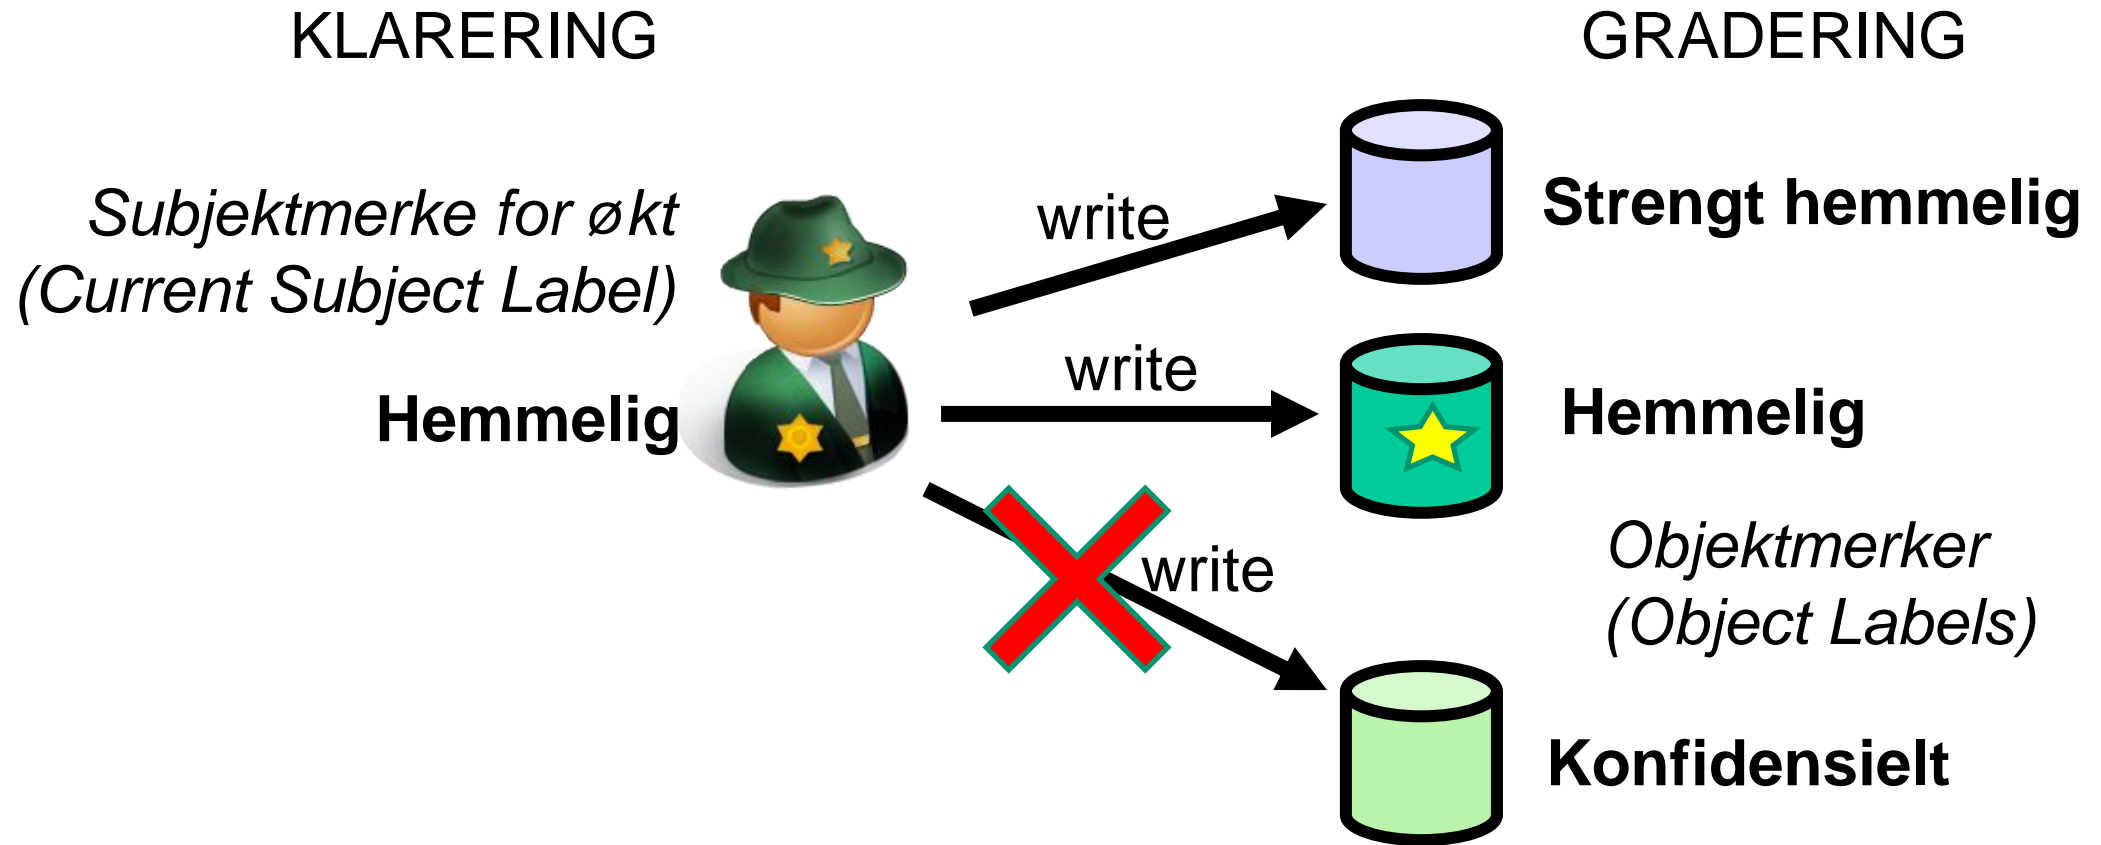 KLARERING
GRADERING
Subjektmerke for økt
(Current Subject Label)
Hemmelig
write
write
write
Strengt hemmelig
Hemmelig
Objektmerker
(Object Labels)
Konfidensielt